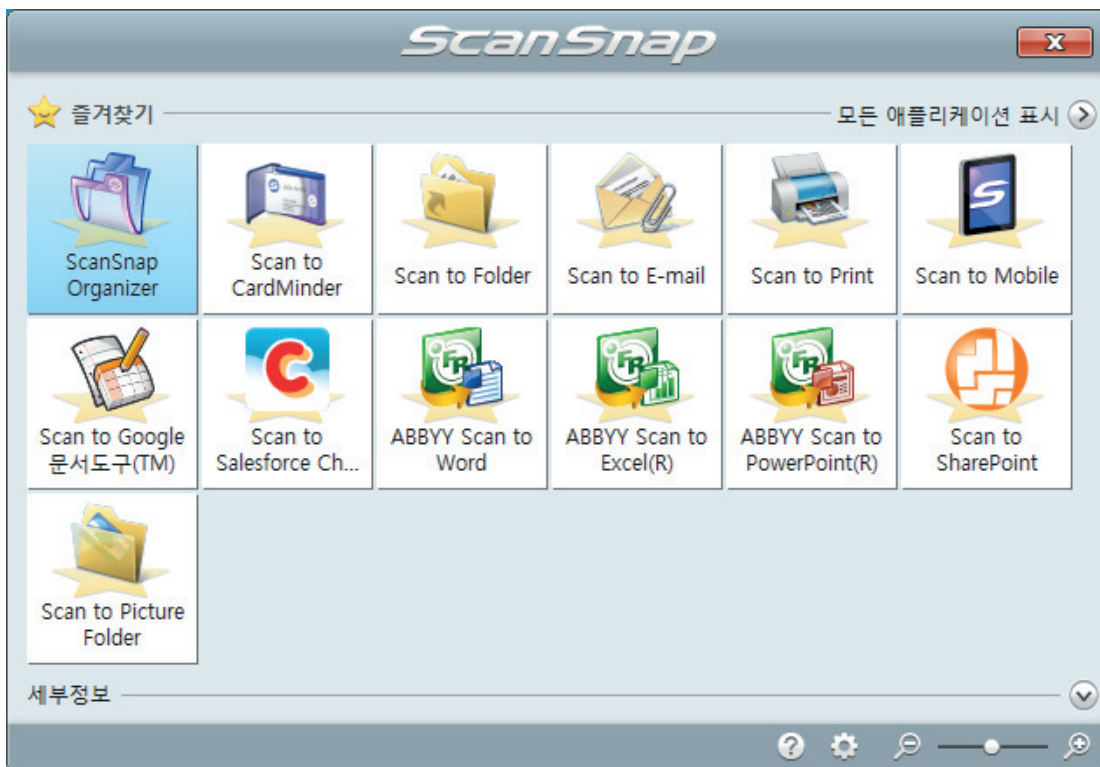 ScanSnap
즐겨찾기
모든 애플리케이션 표시
ScanSnap
Organizer
Scan to
CardMinder
Scan to Folder
Scan to E-mail
Scan to Print
Scan to Mobile
Scan to Google
문서도구(TM)
Scan to
Salesforce Ch...
ABBYY Scan to
Word
ABBYY Scan to
Excel(R)
ABBYY Scan to
PowerPoint(R)
Scan to
SharePoint
Scan to Picture
Folder
세부정보